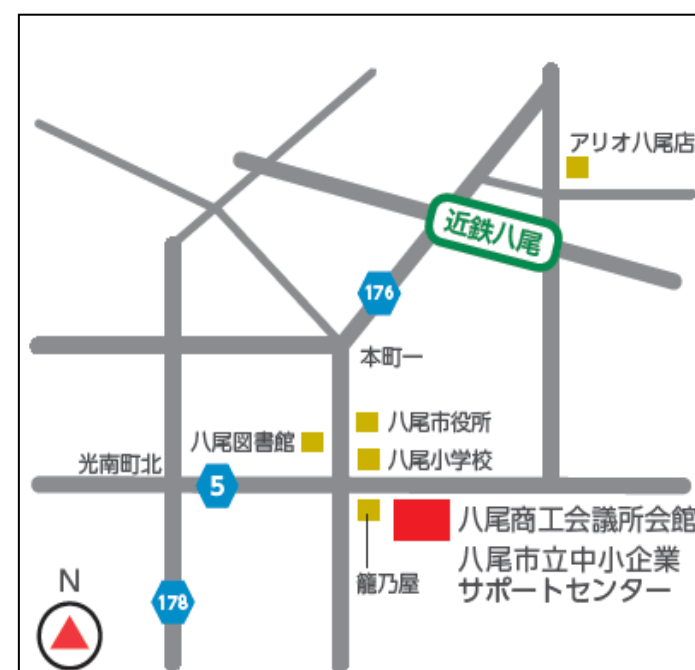 アリオ八尾店
近鉄八尾
176
本町一
八尾市役所
八尾図書館
八尾小学校
光南町北
5
八尾商工会議所会館
八尾市立中小企業
サポートセンター
籠乃屋
178
N